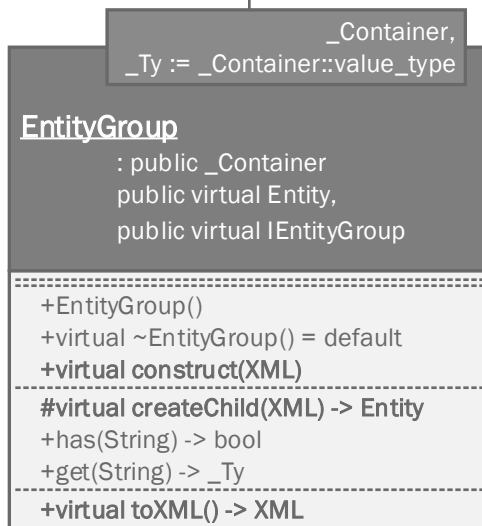 _Container,
_Ty := _Container::value_type
EntityGroup
: public _Container
public virtual Entity,
public virtual IEntityGroup
+EntityGroup()
+virtual ~EntityGroup() = default
+virtual construct(XML)
#virtual createChild(XML) -> Entity
+has(String) -> bool
+get(String) -> _Ty
+virtual toXML() -> XML